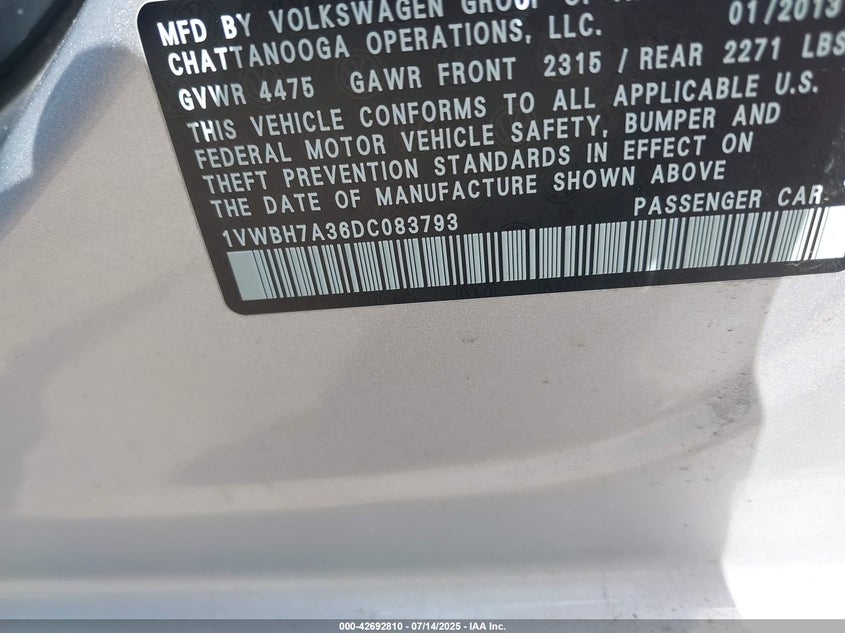 MFD BY VOLKSWAGEN GROUP OF 01/2013
CHATTANOOGA OPERATIONS, LLC.
GVWR 4475 GAWR FRONT 2315 / REAR 2271 LBS
THIS VEHICLE CONFORMS TO ALL APPLICABLE U.S.
FEDERAL MOTOR VEHICLE SAFETY, BUMPER AND
THEFT PREVENTION STANDARDS IN EFFECT ON
THE DATE OF MANUFACTURE SHOWN ABOVE
1VWBH7A36DC083793 PASSENGER CAR
000-42692810 - 07/14/2025 - IAA Inc.